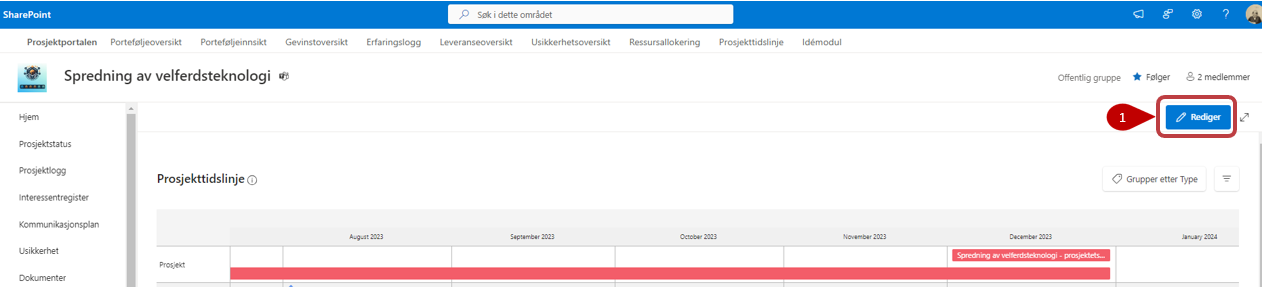 SharePoint
Søk i dette området
?
Prosjektportalen Porteføljeoversikt Porteføljeinnsikt Gevinstoversikt Erfaringslogg Leveranseoversikt Usikkerhetsoversikt Ressursallokering Prosjekttidslinje Idémodul
Spredning av velferdsteknologi
Offentlig gruppe Følger 2 medlemmer
Hjem
1 Rediger
Prosjektstatus
Prosjektlogg
Prosjekttidslinje
Grupper etter Type
Interessentregister
Kommunikasjonsplan
August 2023 September 2023 October 2023 November 2023 December 2023 January 2024
Usikkerhet
Spredning av velferdsteknologi - prosjektets...
Prosjekt
Dokumenter